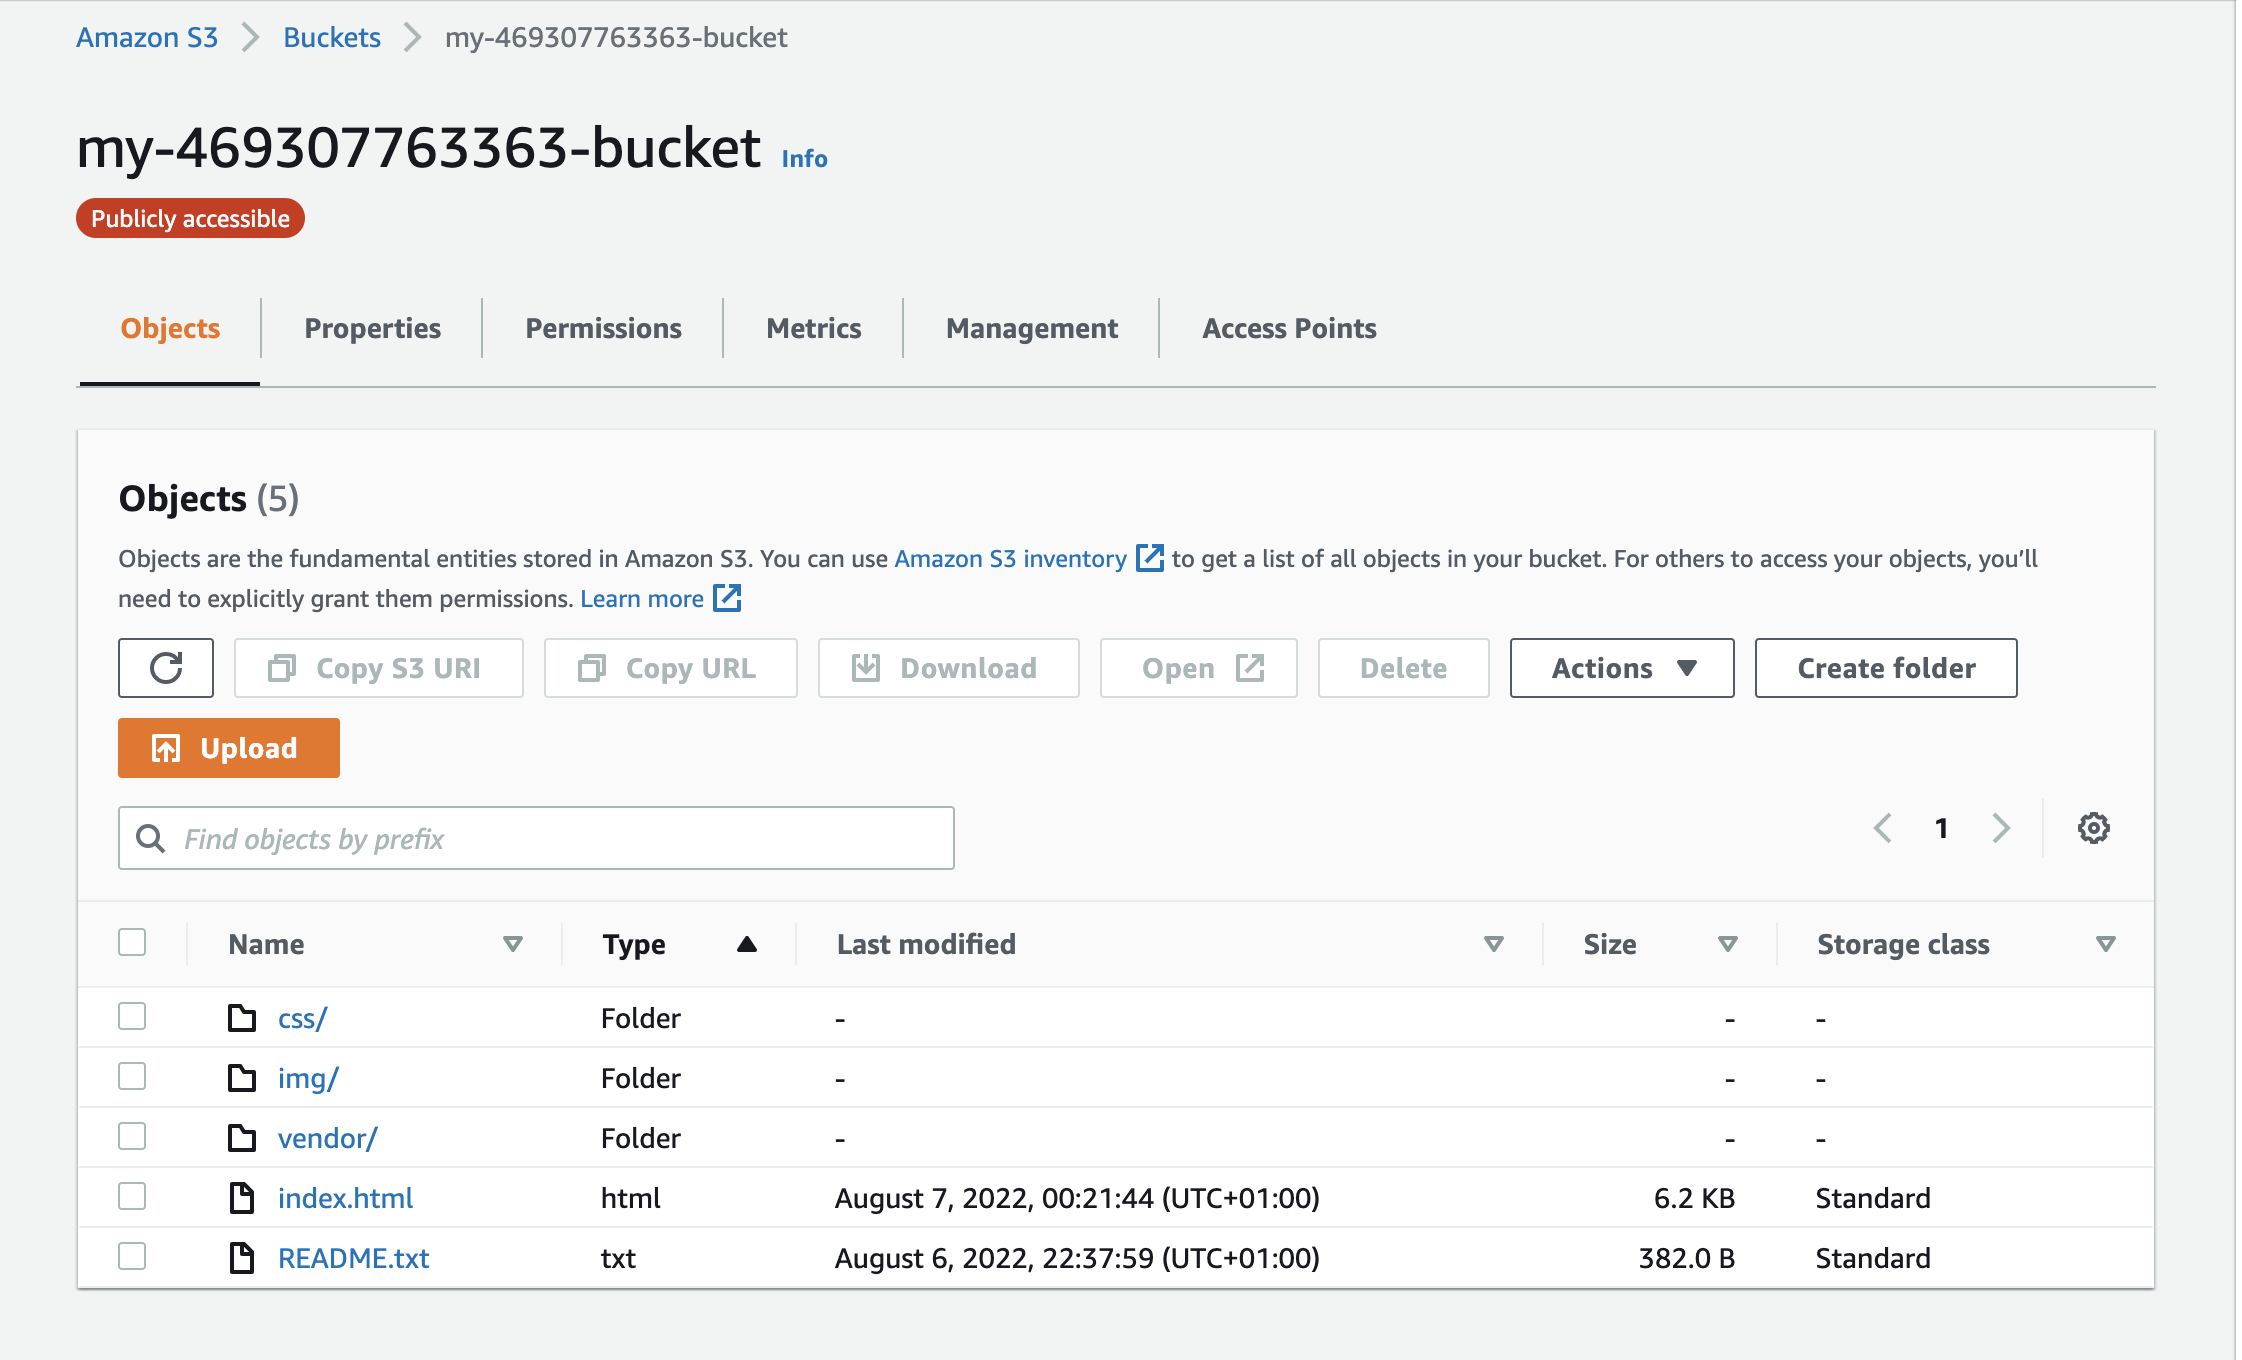 Amazon S3 Buckets my-469307763363-bucket
my-469307763363-bucket Info
Publicly accessible
Objects Properties Permissions Metrics Management Access Points
Objects (5)
Objects are the fundamental entities stored in Amazon S3. You can use Amazon S3 inventory to get a list of all objects in your bucket. For others to access your objects, you’ll
need to explicitly grant them permissions. Learn more
Copy S3 URI Copy URL Download Open Delete Actions Create folder
Upload
Find objects by prefix 1
Name Type Last modified Size Storage class
css/ Folder - - -
img/ Folder - - -
vendor/ Folder - - -
index.html html August 7, 2022, 00:21:44 (UTC+01:00) 6.2 KB Standard
README.txt txt August 6, 2022, 22:37:59 (UTC+01:00) 382.0 B Standard